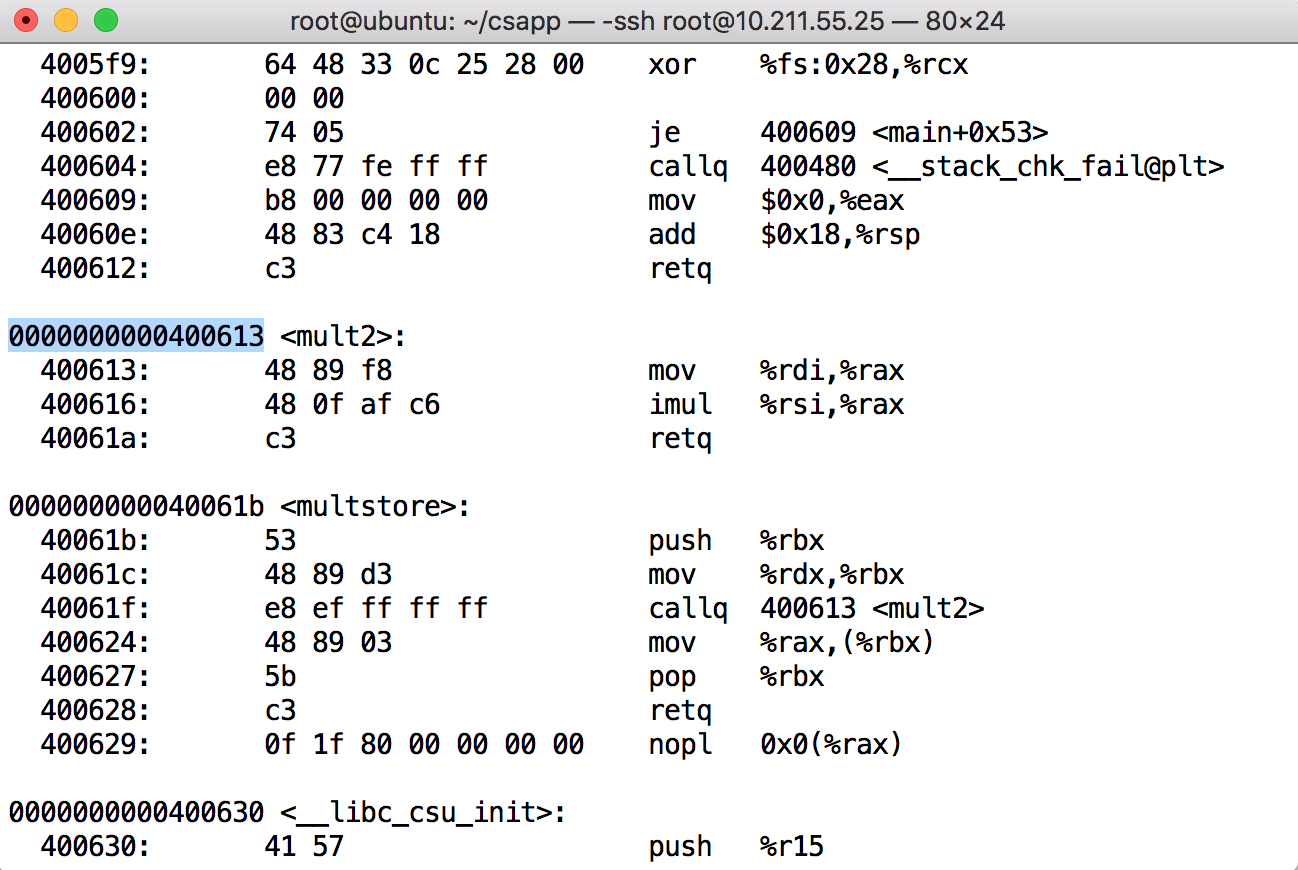 root@ubuntu: ~/csapp — -ssh root@10.211.55.25 — 80×24
4005f9: 64 48 33 0c 25 28 00 xor %fs:0x28,%rcx
400600: 00 00
400602: 74 05 je 400609 <main+0x53>
400604: e8 77 fe ff ff callq 400480 <__stack_chk_fail@plt>
400609: b8 00 00 00 00 mov $0x0,%eax
40060e: 48 83 c4 18 add $0x18,%rsp
400612: c3 retq
0000000000400613 <mult2>:
400613: 48 89 f8 mov %rdi,%rax
400616: 48 0f af c6 imul %rsi,%rax
40061a: c3 retq
000000000040061b <multstore>:
40061b: 53 push %rbx
40061c: 48 89 d3 mov %rdx,%rbx
40061f: e8 ef ff ff ff callq 400613 <mult2>
400624: 48 89 03 mov %rax,(%rbx)
400627: 5b pop %rbx
400628: c3 retq
400629: 0f 1f 80 00 00 00 00 nopl 0x0(%rax)
0000000000400630 <__libc_csu_init>:
400630: 41 57 push %r15